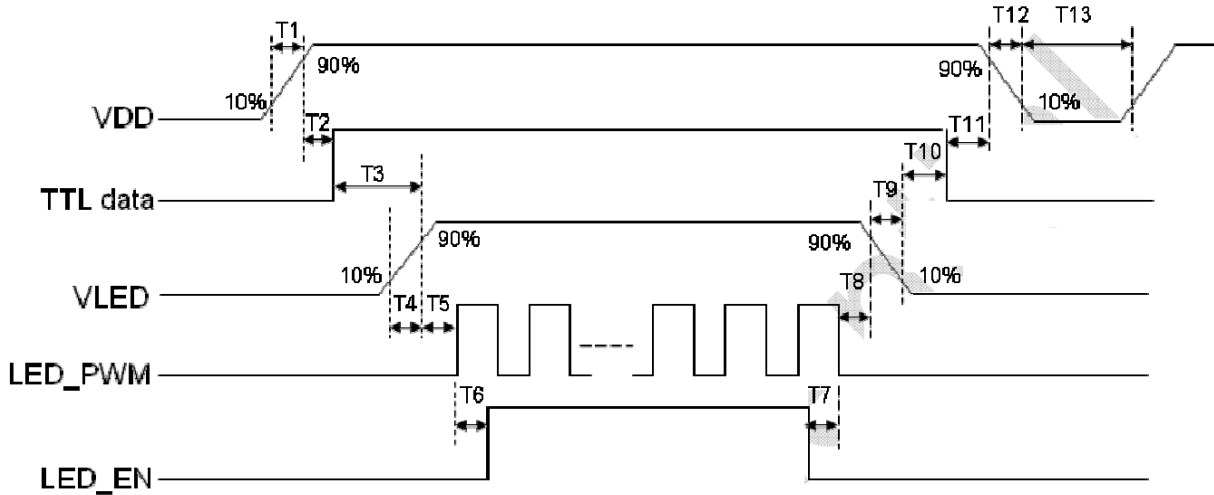 T1
T12
T13
90%
90%
10%
10%
VDD
T2
T11
T10
T3
T9
TTL data
90%
90%
10%
10%
VLED
T4
T5
T8
LED_PWM
T6
T7
LED_EN